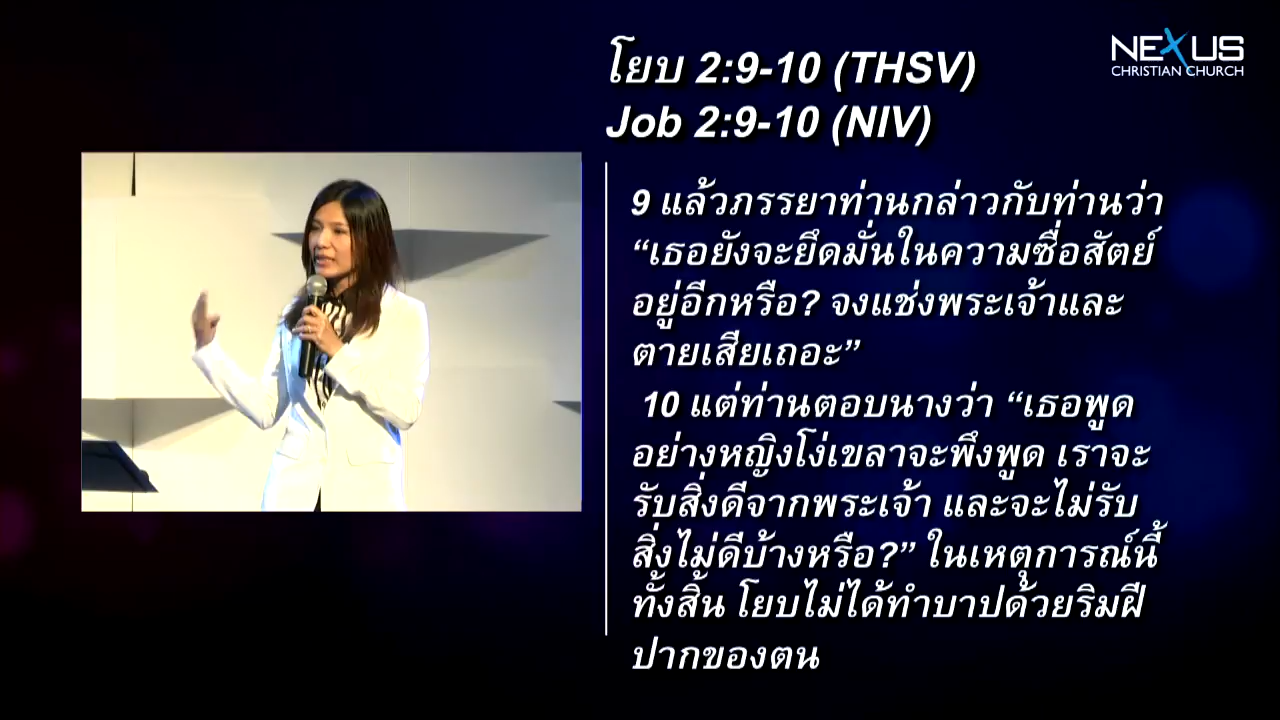 NEXUS
CHRISTIAN CHURCH
โยบ 2:9-10 (THSV)
Job 2:9-10 (NIV)
9 แล้วภรรยาท่านกล่าวกับท่านว่า
“เธอยังจะยึดมั่นในความซื่อสัตย์
อยู่อีกหรือ? จงแช่งพระเจ้าและ
ตายเสียเถอะ”
10 แต่ท่านตอบนางว่า “เธอพูด
อย่างหญิงโง่เขลาจะพึงพูด เราจะ
รับสิ่งดีจากพระเจ้า และจะไม่รับ
สิ่งไม่ดีบ้างหรือ?” ในเหตุการณ์นี้
ทั้งสิ้น โยบไม่ได้ทำบาปด้วยริมฝี
ปากของตน